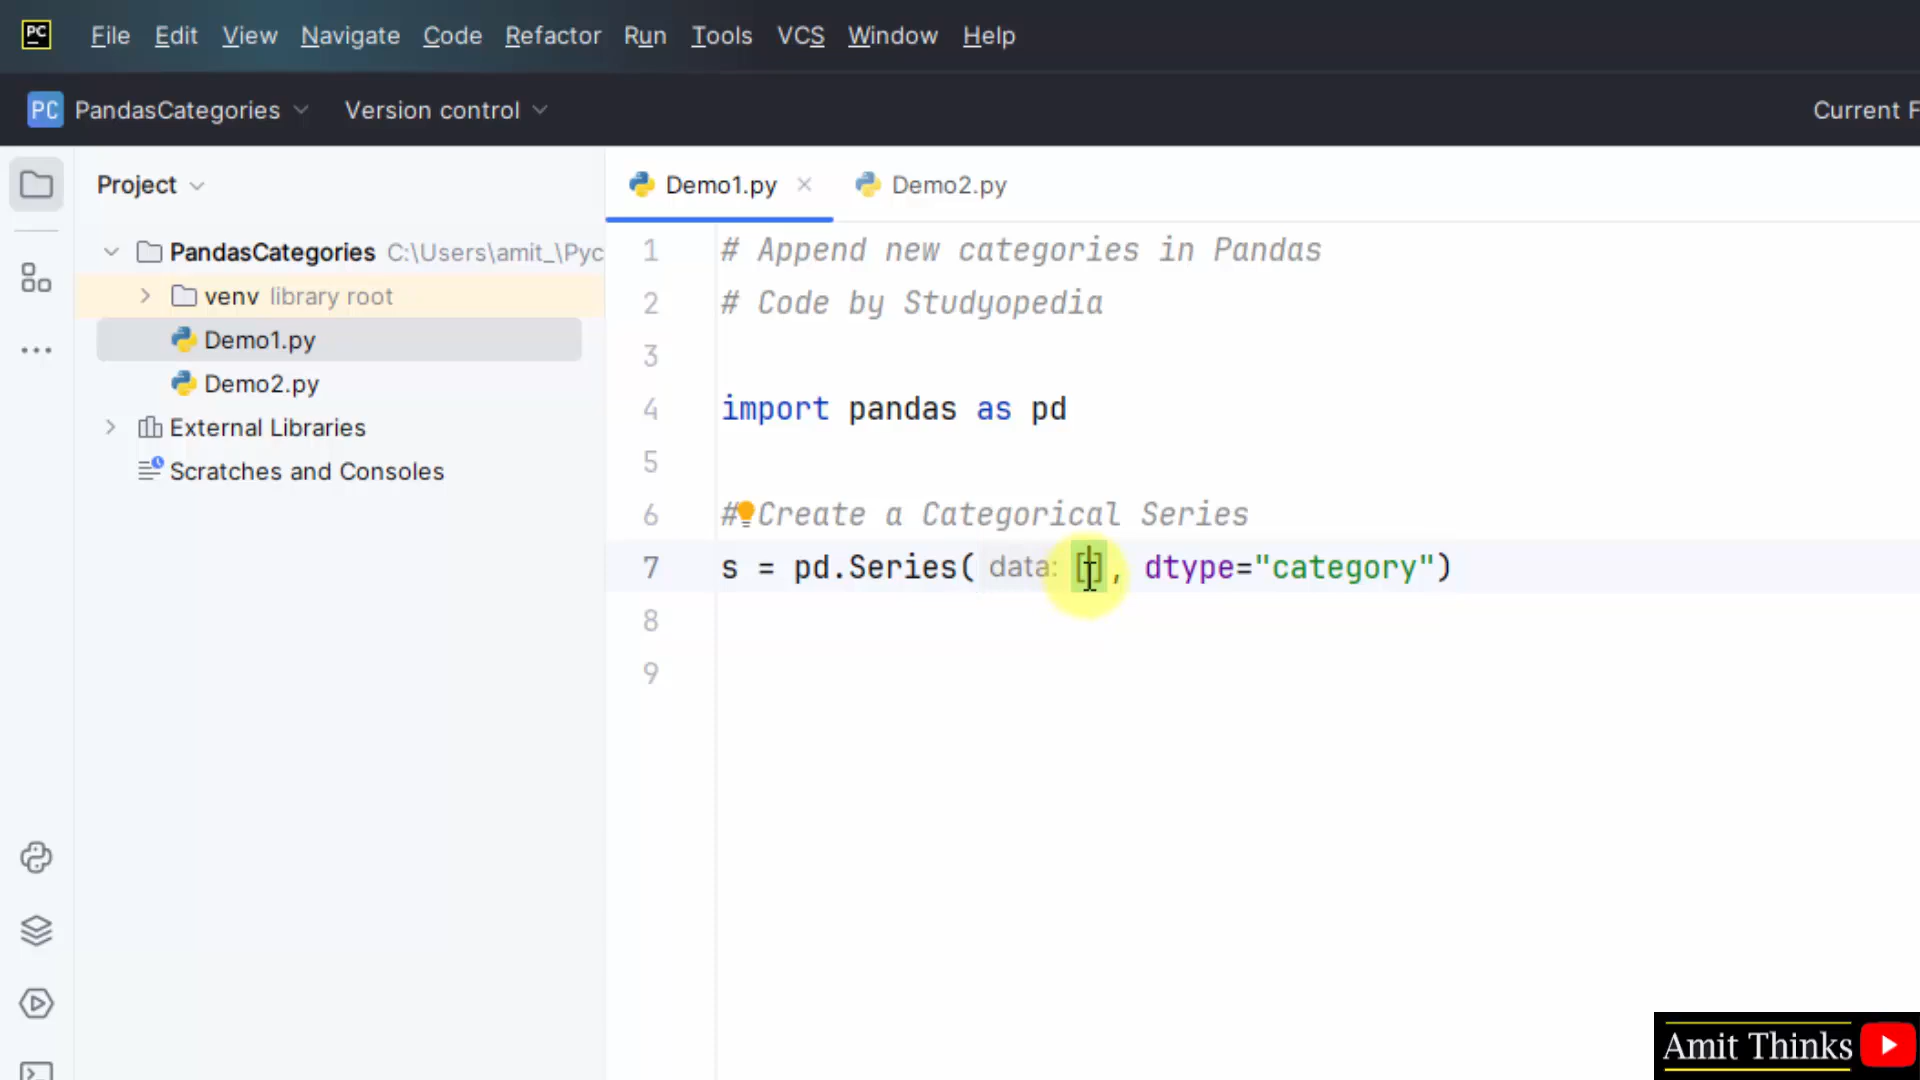 PC File Edit View Navigate Code Refactor Run Tools VCS Window Help
PC PandasCategories Version control Current F
Project
Demo1.py Demo2.py
PandasCategories C:\Users\amit_\Pyc
venv library root
Demo1.py
Demo2.py
External Libraries
Scratches and Consoles
1 # Append new categories in Pandas
2 # Code by Studyopedia
3
4 import pandas as pd
5
6 # Create a Categorical Series
7 s = pd.Series( data: [], dtype="category")
8
9
Amit Thinks